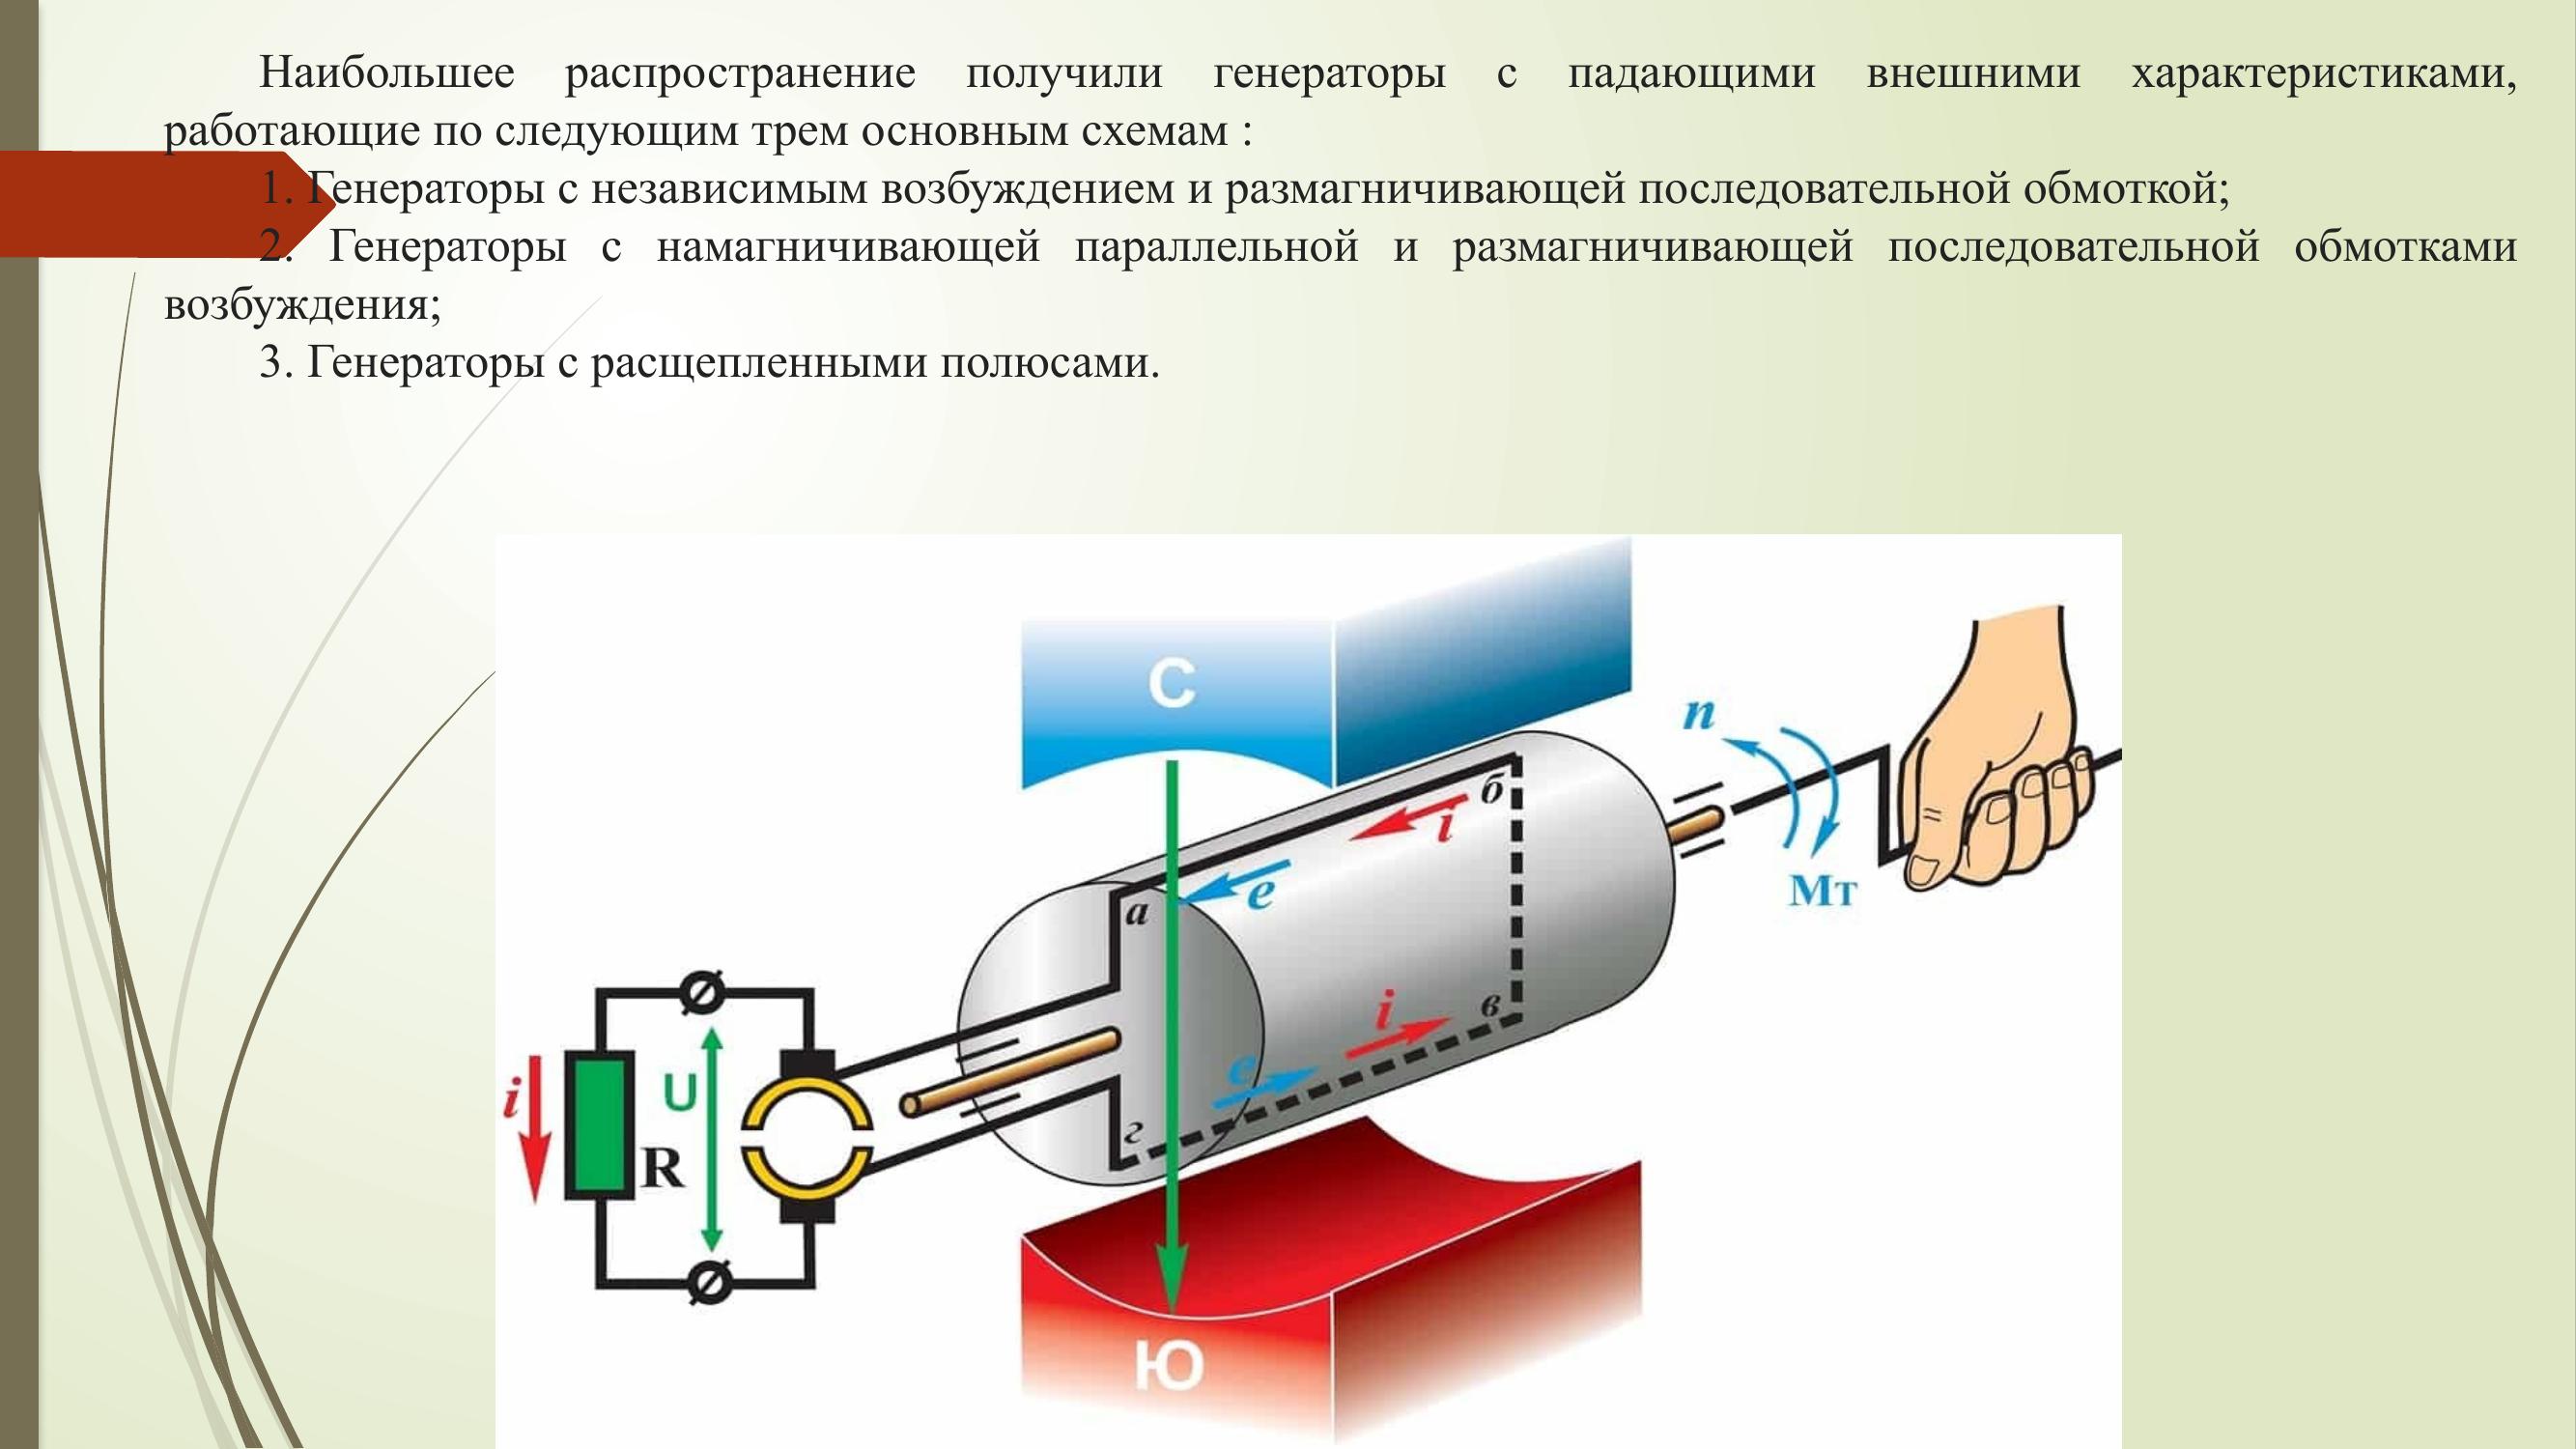 Наибольшее распространение получили генераторы с падающими внешними характеристиками,
работающие по следующим трем основным схемам :
1. Генераторы с независимым возбуждением и размагничивающей последовательной обмоткой;
2. Генераторы с намагничивающей параллельной и размагничивающей последовательной обмотками
возбуждения;
3. Генераторы с расщепленными полюсами.
С
n
б
i
e
а
Мт
i
в
e
i
U
R
г
Ю